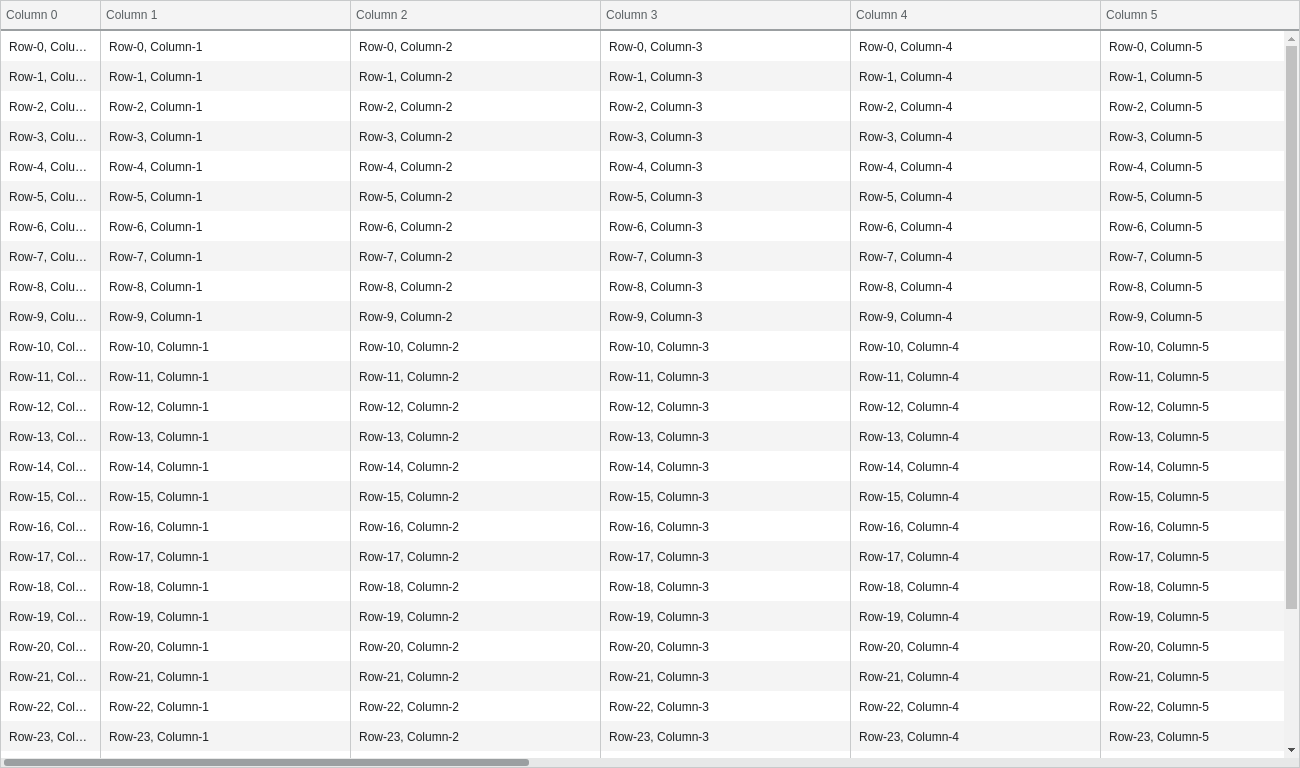 Column 0 Column 1 Column 2 Column 3 Column 4 Column 5
Row-0, Colu… Row-0, Column-1 Row-0, Column-2 Row-0, Column-3 Row-0, Column-4 Row-0, Column-5
Row-1, Colu… Row-1, Column-1 Row-1, Column-2 Row-1, Column-3 Row-1, Column-4 Row-1, Column-5
Row-2, Colu… Row-2, Column-1 Row-2, Column-2 Row-2, Column-3 Row-2, Column-4 Row-2, Column-5
Row-3, Colu… Row-3, Column-1 Row-3, Column-2 Row-3, Column-3 Row-3, Column-4 Row-3, Column-5
Row-4, Colu… Row-4, Column-1 Row-4, Column-2 Row-4, Column-3 Row-4, Column-4 Row-4, Column-5
Row-5, Colu… Row-5, Column-1 Row-5, Column-2 Row-5, Column-3 Row-5, Column-4 Row-5, Column-5
Row-6, Colu… Row-6, Column-1 Row-6, Column-2 Row-6, Column-3 Row-6, Column-4 Row-6, Column-5
Row-7, Colu… Row-7, Column-1 Row-7, Column-2 Row-7, Column-3 Row-7, Column-4 Row-7, Column-5
Row-8, Colu… Row-8, Column-1 Row-8, Column-2 Row-8, Column-3 Row-8, Column-4 Row-8, Column-5
Row-9, Colu… Row-9, Column-1 Row-9, Column-2 Row-9, Column-3 Row-9, Column-4 Row-9, Column-5
Row-10, Col… Row-10, Column-1 Row-10, Column-2 Row-10, Column-3 Row-10, Column-4 Row-10, Column-5
Row-11, Col… Row-11, Column-1 Row-11, Column-2 Row-11, Column-3 Row-11, Column-4 Row-11, Column-5
Row-12, Col… Row-12, Column-1 Row-12, Column-2 Row-12, Column-3 Row-12, Column-4 Row-12, Column-5
Row-13, Col… Row-13, Column-1 Row-13, Column-2 Row-13, Column-3 Row-13, Column-4 Row-13, Column-5
Row-14, Col… Row-14, Column-1 Row-14, Column-2 Row-14, Column-3 Row-14, Column-4 Row-14, Column-5
Row-15, Col… Row-15, Column-1 Row-15, Column-2 Row-15, Column-3 Row-15, Column-4 Row-15, Column-5
Row-16, Col… Row-16, Column-1 Row-16, Column-2 Row-16, Column-3 Row-16, Column-4 Row-16, Column-5
Row-17, Col… Row-17, Column-1 Row-17, Column-2 Row-17, Column-3 Row-17, Column-4 Row-17, Column-5
Row-18, Col… Row-18, Column-1 Row-18, Column-2 Row-18, Column-3 Row-18, Column-4 Row-18, Column-5
Row-19, Col… Row-19, Column-1 Row-19, Column-2 Row-19, Column-3 Row-19, Column-4 Row-19, Column-5
Row-20, Col… Row-20, Column-1 Row-20, Column-2 Row-20, Column-3 Row-20, Column-4 Row-20, Column-5
Row-21, Col… Row-21, Column-1 Row-21, Column-2 Row-21, Column-3 Row-21, Column-4 Row-21, Column-5
Row-22, Col… Row-22, Column-1 Row-22, Column-2 Row-22, Column-3 Row-22, Column-4 Row-22, Column-5
Row-23, Col… Row-23, Column-1 Row-23, Column-2 Row-23, Column-3 Row-23, Column-4 Row-23, Column-5